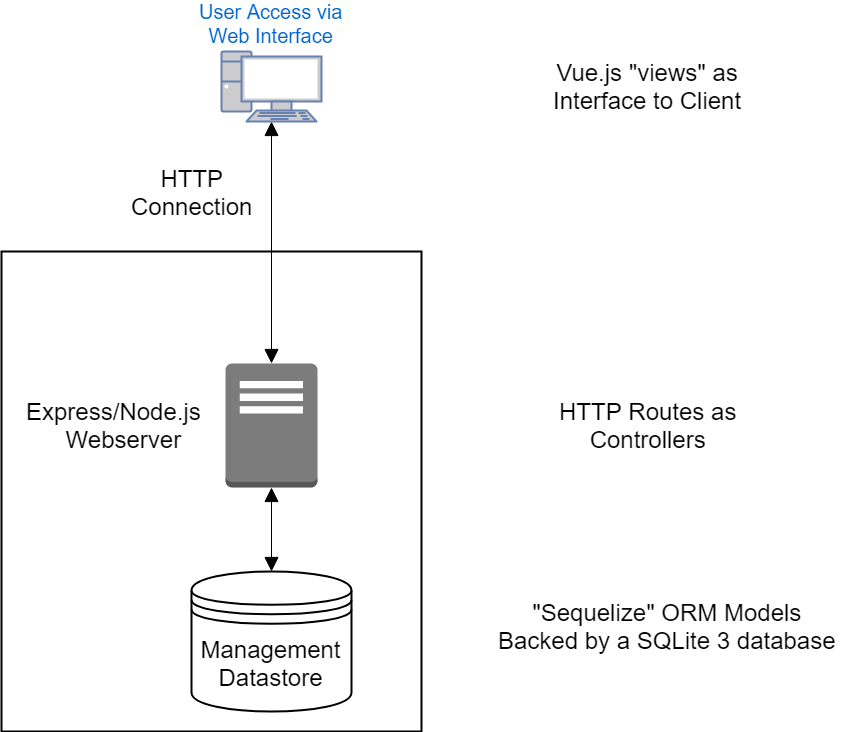 User Access via
Web Interface
Vue.js "views" as
Interface to Client
HTTP
Connection
Express/Node.js
Webserver
HTTP Routes as
Controllers
"Sequelize" ORM Models
Backed by a SQLite 3 database
Management
Datastore